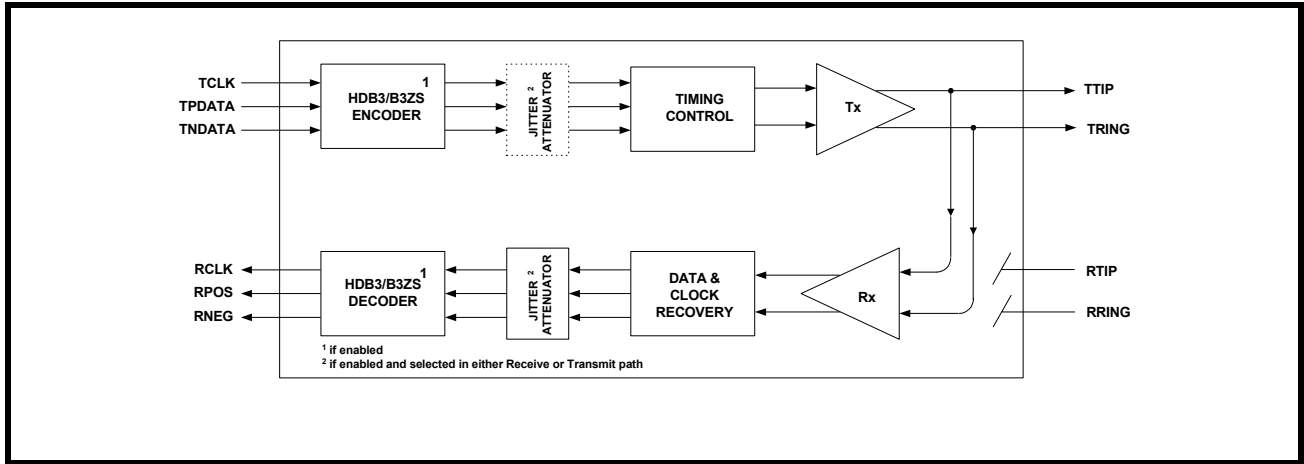 TCLK
TPDATA
TNDATA
HDB3/B3ZS 1
ENCODER
JITTER 2
ATTENUATOR
TIMING
CONTROL
Tx
TTIP
TRING
RCLK
RPOS
RNEG
HDB3/B3ZS 1
DECODER
JITTER 2
ATTENUATOR
DATA &
CLOCK
RECOVERY
Rx
RTIP
RRING
1 if enabled
2 if enabled and selected in either Receive or Transmit path